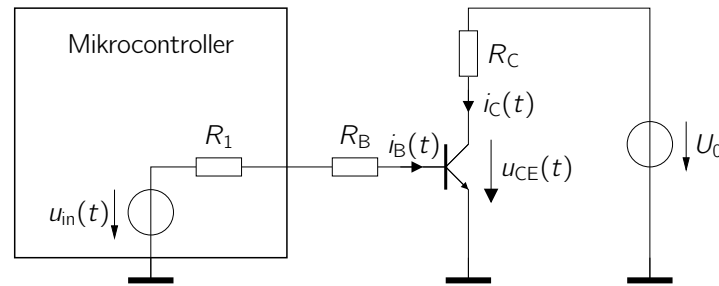 Mikrocontroller
R_C
i_C(t)
R_1
R_B
i_B(t)
u_CE(t)
U_0
u_in(t)